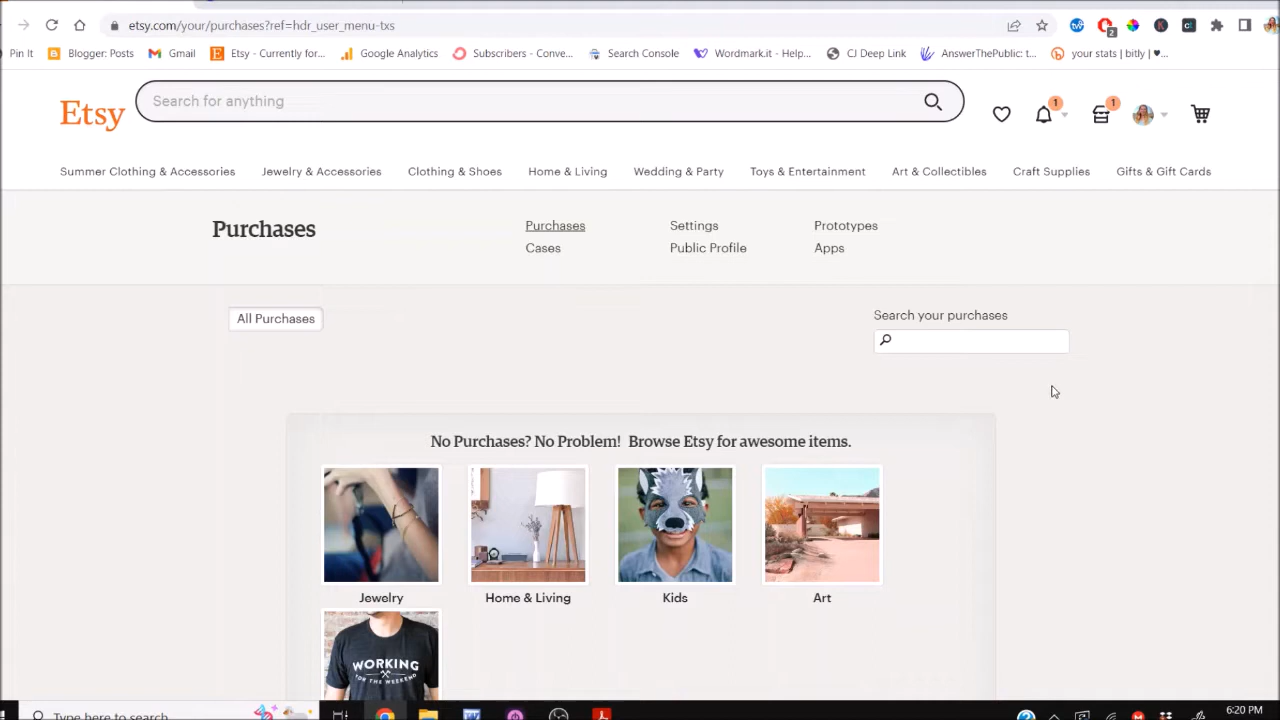 etsy.com/your/purchases?ref=hdr_user_menu-txs
2
Pin It
Blogger: Posts
Gmail
Etsy - Currently for...
Google Analytics
Subscribers - Conve...
Search Console
Wordmark.it - Help...
CJ Deep Link
AnswerThePublic: t...
your stats | bitly | ♥...
Etsy
Search for anything
1
1
Summer Clothing & Accessories
Jewelry & Accessories
Clothing & Shoes
Home & Living
Wedding & Party
Toys & Entertainment
Art & Collectibles
Craft Supplies
Gifts & Gift Cards
Purchases
Purchases
Settings
Prototypes
Cases
Public Profile
Apps
All Purchases
Search your purchases
No Purchases? No Problem! Browse Etsy for awesome items.
Jewelry
Home & Living
Kids
Art
WORKING
FOR THE WEEKEND
Type here to search
6:20 PM